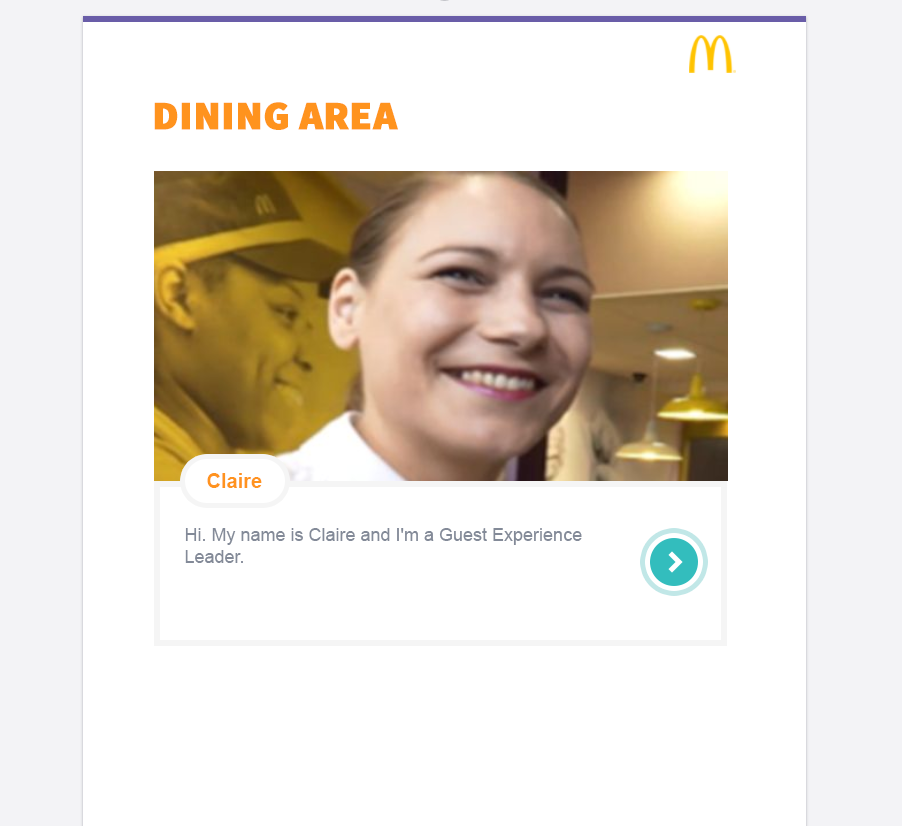 DINING AREA
Claire
Hi. My name is Claire and I'm a Guest Experience
Leader.